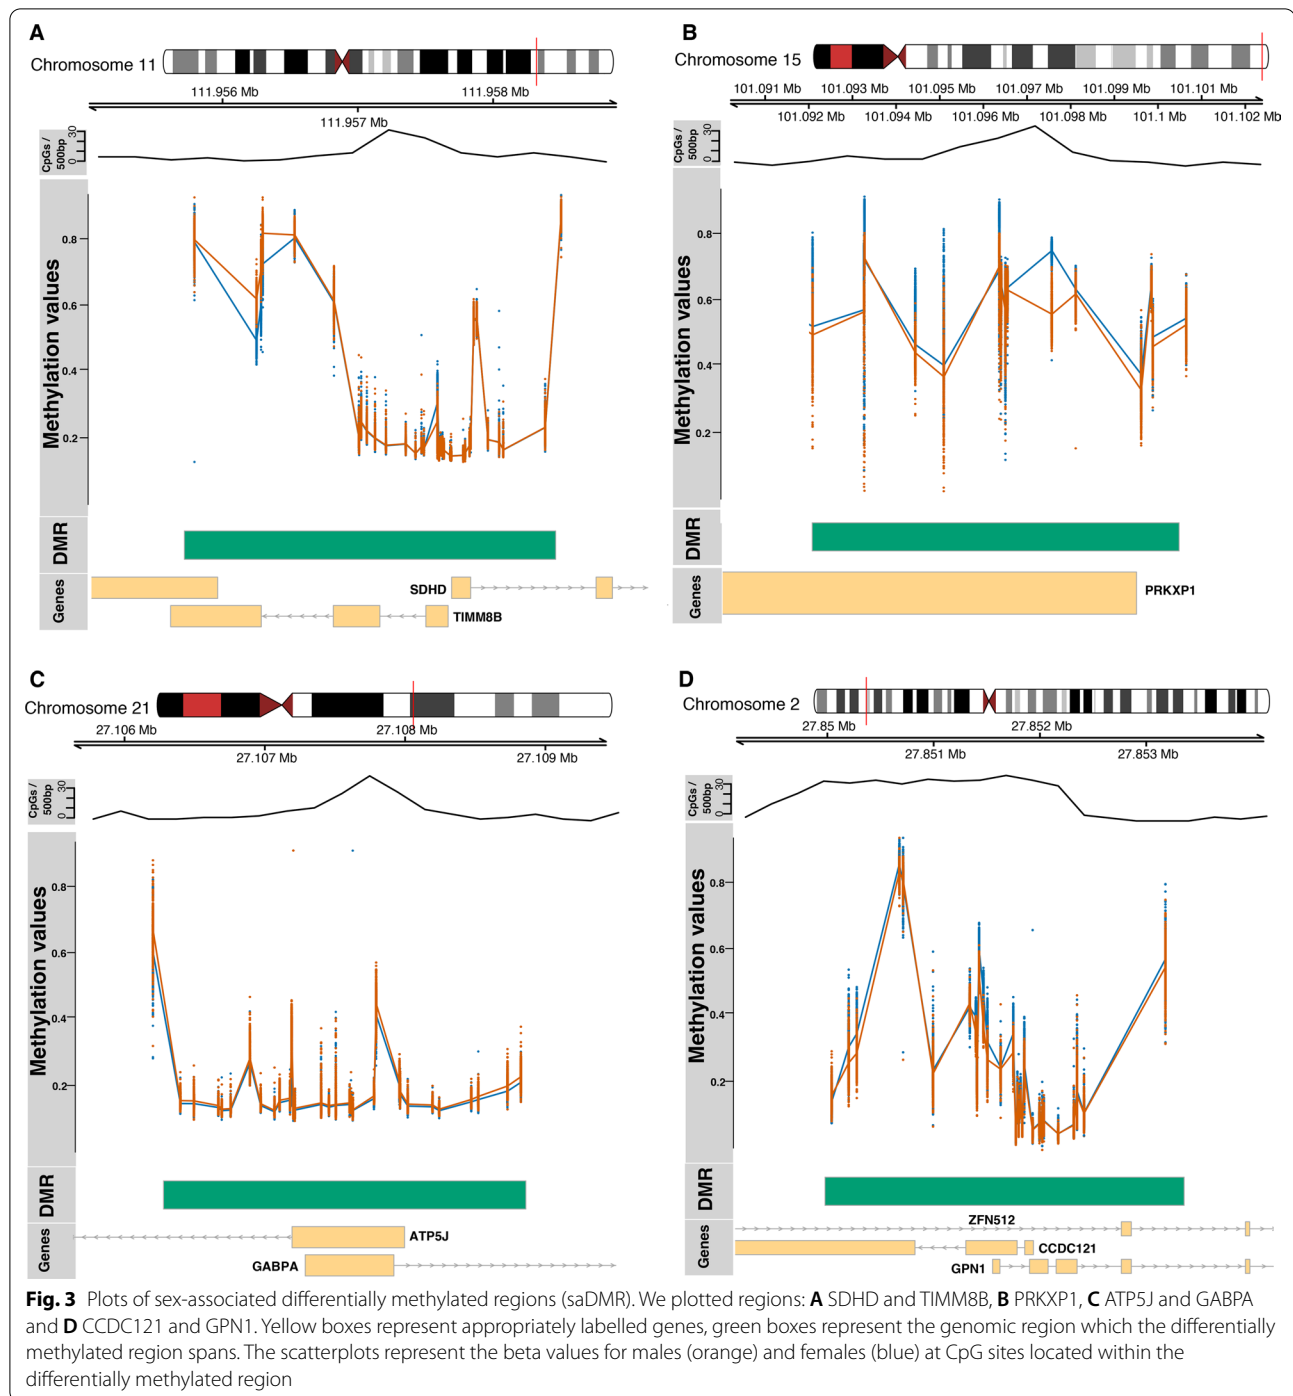 A
Chromosome 11
111.956 Mb
111.958 Mb
111.957 Mb
CpGs / 500bp
30
0
Methylation values
0.8
0.6
0.4
0.2
DMR
Genes
SDHD
TIMM8B
B
Chromosome 15
101.091 Mb 101.093 Mb 101.095 Mb 101.097 Mb 101.099 Mb 101.101 Mb
101.092 Mb 101.094 Mb 101.096 Mb 101.098 Mb 101.1 Mb 101.102 Mb
CpGs / 500bp
30
0
Methylation values
0.8
0.6
0.4
0.2
DMR
Genes
PRKXP1
C
Chromosome 21
27.106 Mb
27.108 Mb
27.107 Mb
27.109 Mb
CpGs / 500bp
30
0
Methylation values
0.8
0.6
0.4
0.2
DMR
Genes
ATP5J
GABPA
D
Chromosome 2
27.85 Mb
27.852 Mb
27.851 Mb
27.853 Mb
CpGs / 500bp
30
0
Methylation values
0.8
0.6
0.4
0.2
DMR
Genes
ZFN512
CCDC121
GPN1
Fig. 3 Plots of sex-associated differentially methylated regions (saDMR). We plotted regions: A SDHD and TIMM8B, B PRKXP1, C ATP5J and GABPA
and D CCDC121 and GPN1. Yellow boxes represent appropriately labelled genes, green boxes represent the genomic region which the differentially
methylated region spans. The scatterplots represent the beta values for males (orange) and females (blue) at CpG sites located within the
differentially methylated region